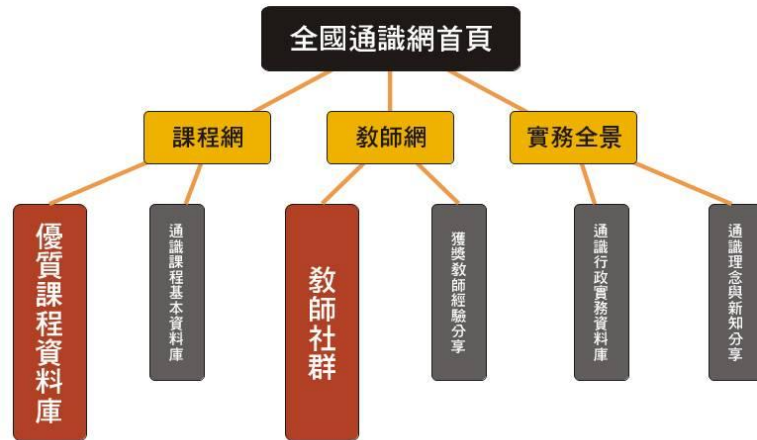 全國通識網首頁
課程網
教師網
實務全景
優質課程資料庫
通識課程基本資料庫
教師社群
獲獎教師經驗分享
通識行政實務資料庫
通識理念與新知分享